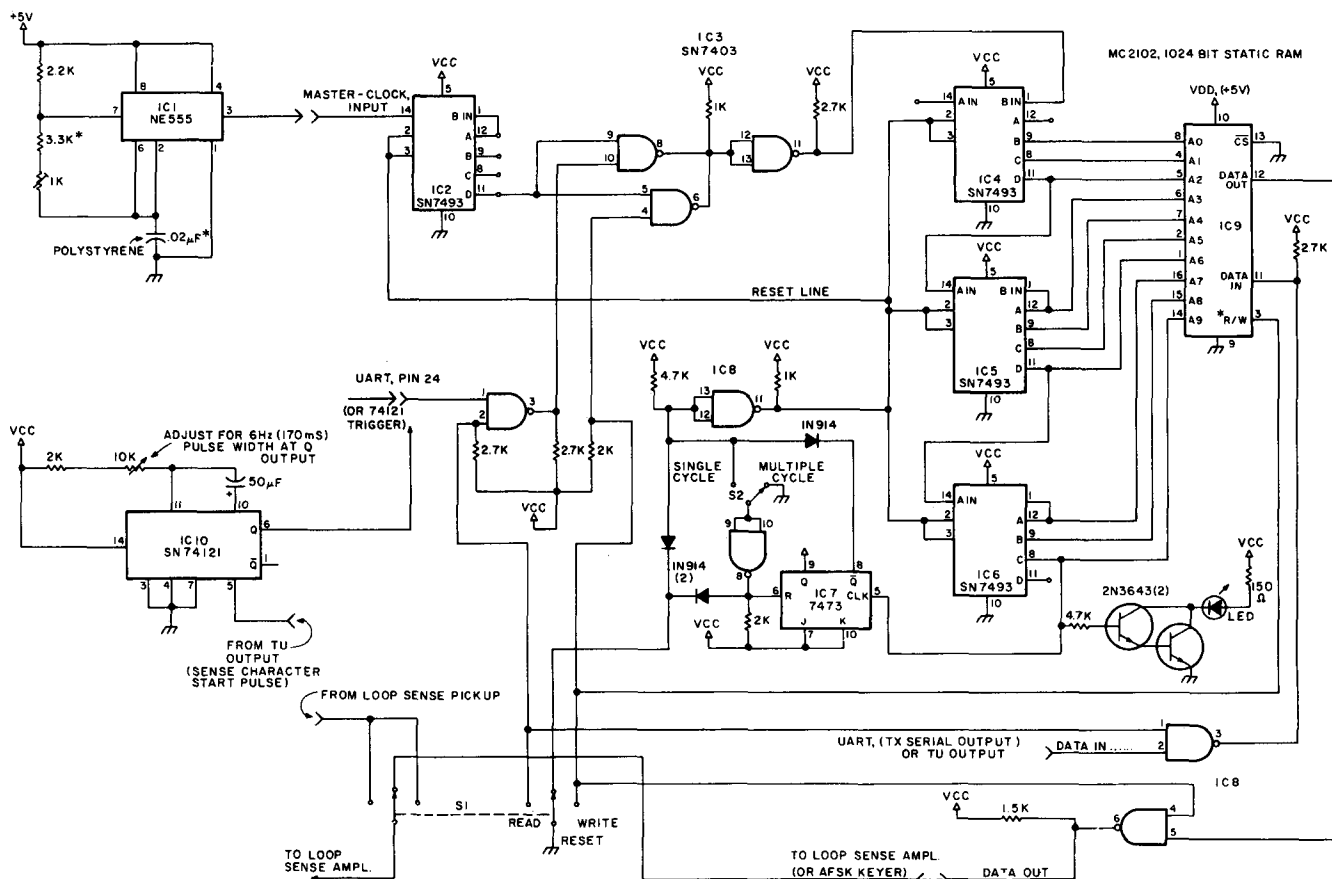 +5V
2.2K
3.3K*
1K
8
4
7
3
6
2
1
IC1
NE555
POLYSTYRENE
.02µF*
MASTER-CLOCK,
INPUT
VCC
5
14
2
3
B IN
1
A
12
B
9
C
8
D
11
IC2
SN7493
10
IC3
SN7403
VCC
1K
VCC
2.7K
9
10
8
5
4
6
12
13
11
RESET LINE
VCC
5
14
A IN
B IN
1
2
3
A
12
B
9
C
8
D
11
IC4
SN7493
10
VCC
5
14
AIN
B IN
1
2
3
A
12
B
9
C
8
D
11
IC5
SN7493
10
VCC
5
14
AIN
1
2
3
A
12
B
9
C
8
D
11
IC6
SN7493
10
MC2102, 1024 BIT STATIC RAM
VDD, (+5V)
10
8
A0
4
A1
5
A2
6
A3
7
A4
2
A5
1
A6
16
A7
15
A8
14
A9
CS
13
DATA
OUT
12
IC9
DATA
IN
11
*R/W
3
9
VCC
2.7K
UART, PIN 24
(OR 74121
TRIGGER)
1
2
3
2.7K
2.7K
2K
VCC
VCC
2K
10K
ADJUST FOR 6Hz (170ms)
PULSE WIDTH AT Q
OUTPUT
50µF
+
11
10
14
Q
6
Q
1
IC10
SN74121
3
4
7
5
FROM TU
OUTPUT
(SENSE CHARACTER
START PULSE)
VCC
4.7K
IC8
13
12
11
VCC
1K
1N914
SINGLE
CYCLE
MULTIPLE
CYCLE
S2
9
10
8
1N914
(2)
2K
VCC
9
8
Q
Q
6
R
IC7
7473
CLK
5
J
K
7
10
2N3643(2)
4.7K
VCC
150
Ω
LED
FROM LOOP SENSE PICKUP
S1
READ
WRITE
RESET
TO LOOP
SENSE AMPL.
UART, (TX SERIAL OUTPUT)
OR TU OUTPUT
DATA IN......
1
2
3
IC8
VCC
1.5K
6
4
5
TO LOOP SENSE AMPL.
(OR AFSK KEYER)
DATA OUT